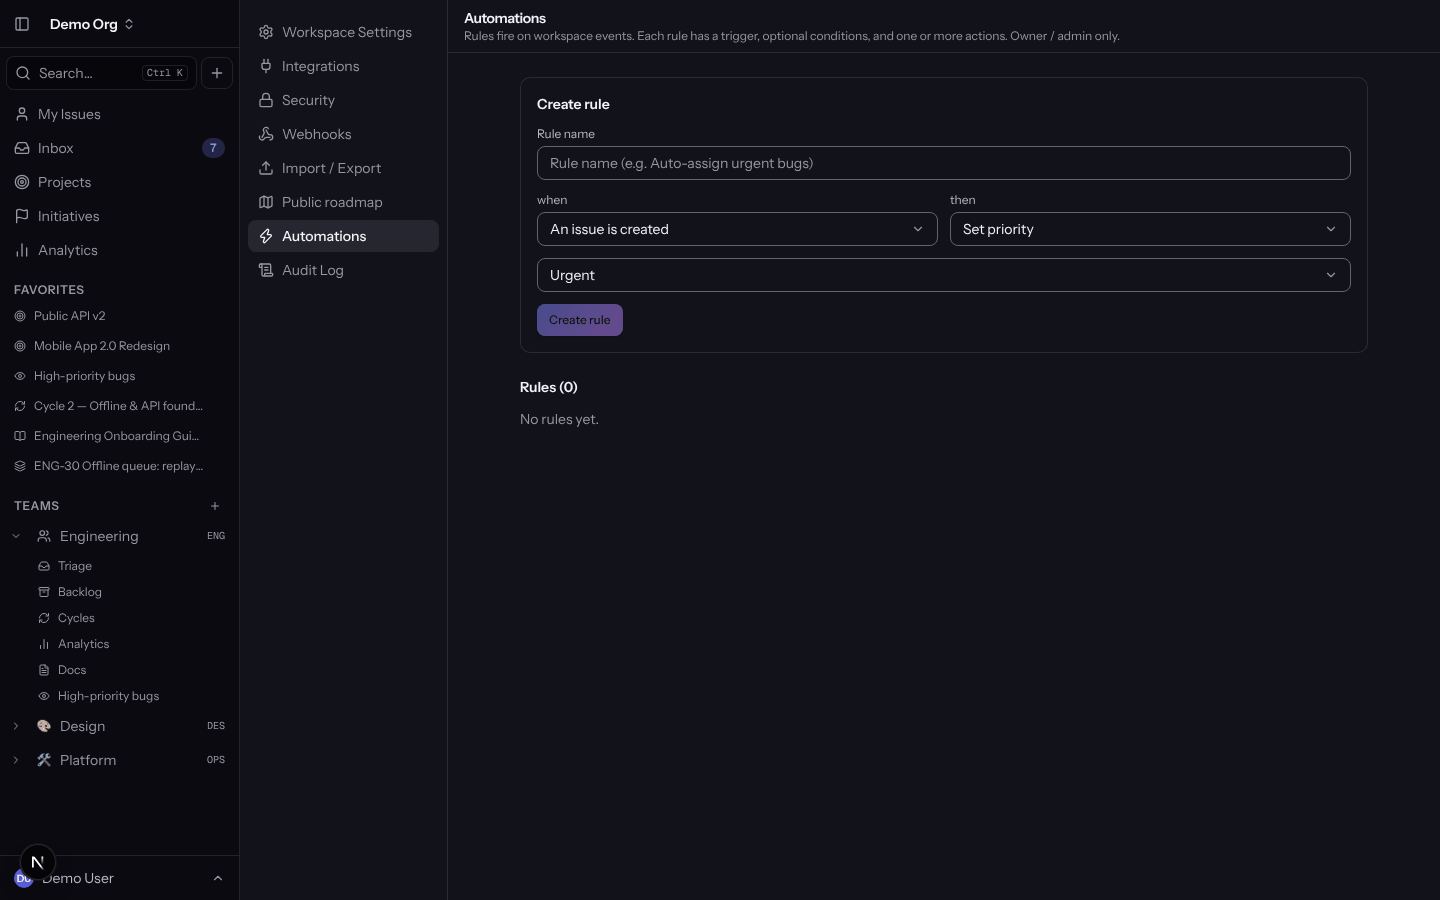 Demo Org
Search...
Ctrl K
My Issues
Inbox
7
Projects
Initiatives
Analytics
FAVORITES
Public API v2
Mobile App 2.0 Redesign
High-priority bugs
Cycle 2 — Offline & API found...
Engineering Onboarding Gui...
ENG-30 Offline queue: replay...
TEAMS
Engineering
ENG
Triage
Backlog
Cycles
Analytics
Docs
High-priority bugs
Design
DES
Platform
OPS
Demo User
Workspace Settings
Integrations
Security
Webhooks
Import / Export
Public roadmap
Automations
Audit Log
Automations
Rules fire on workspace events. Each rule has a trigger, optional conditions, and one or more actions. Owner / admin only.
Create rule
Rule name
Rule name (e.g. Auto-assign urgent bugs)
when
then
An issue is created
Set priority
Urgent
Create rule
Rules (0)
No rules yet.